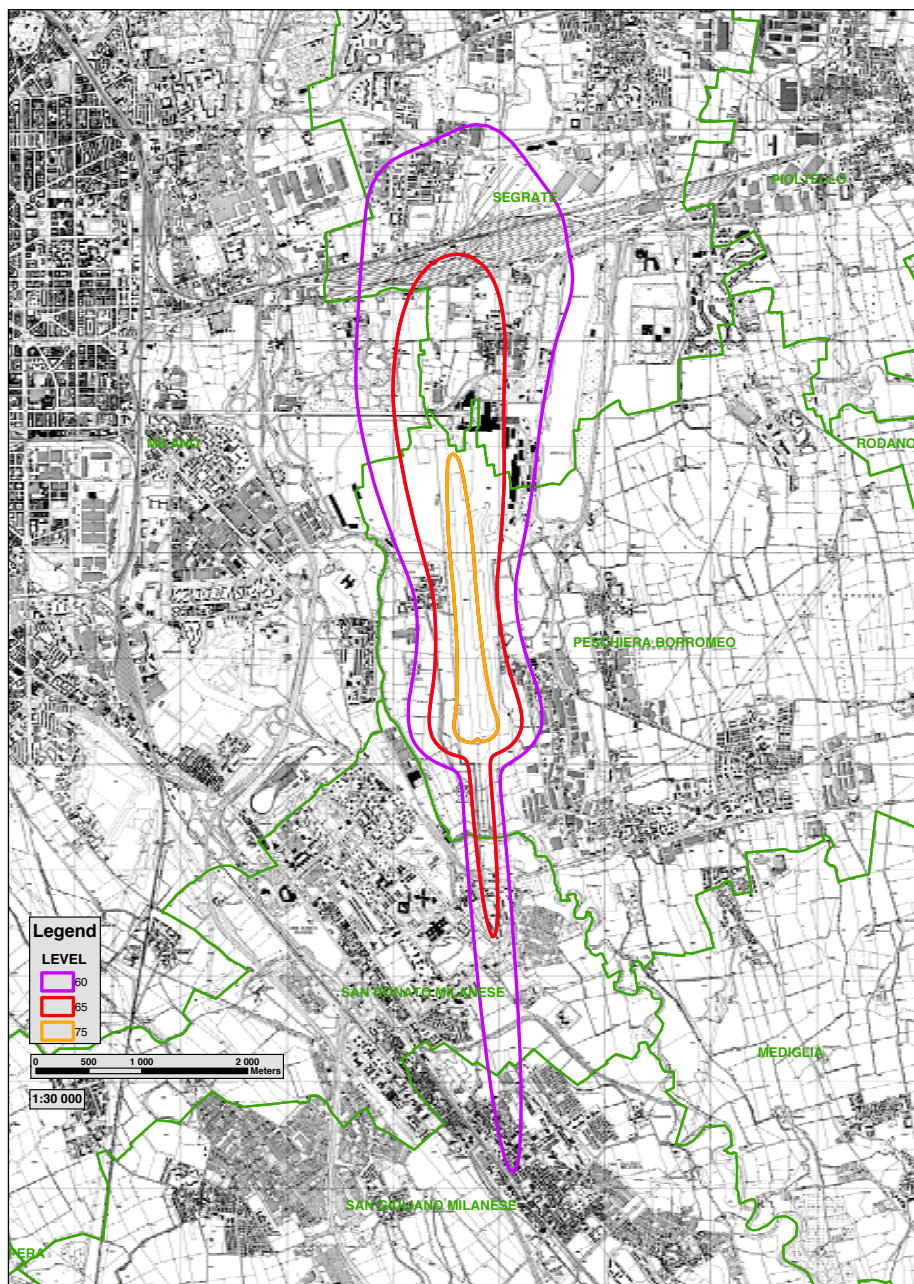 SEGRATE
PIOLTELLO
MILANO
RODANO
PESCHIERA BORROMEO
Legend
LEVEL
60
65
75
SAN DONATO MILANESE
MEDIGLIA
0 500 1 000 2 000
Meters
1:30 000
SAN GIULIANO MILANESE
PERA